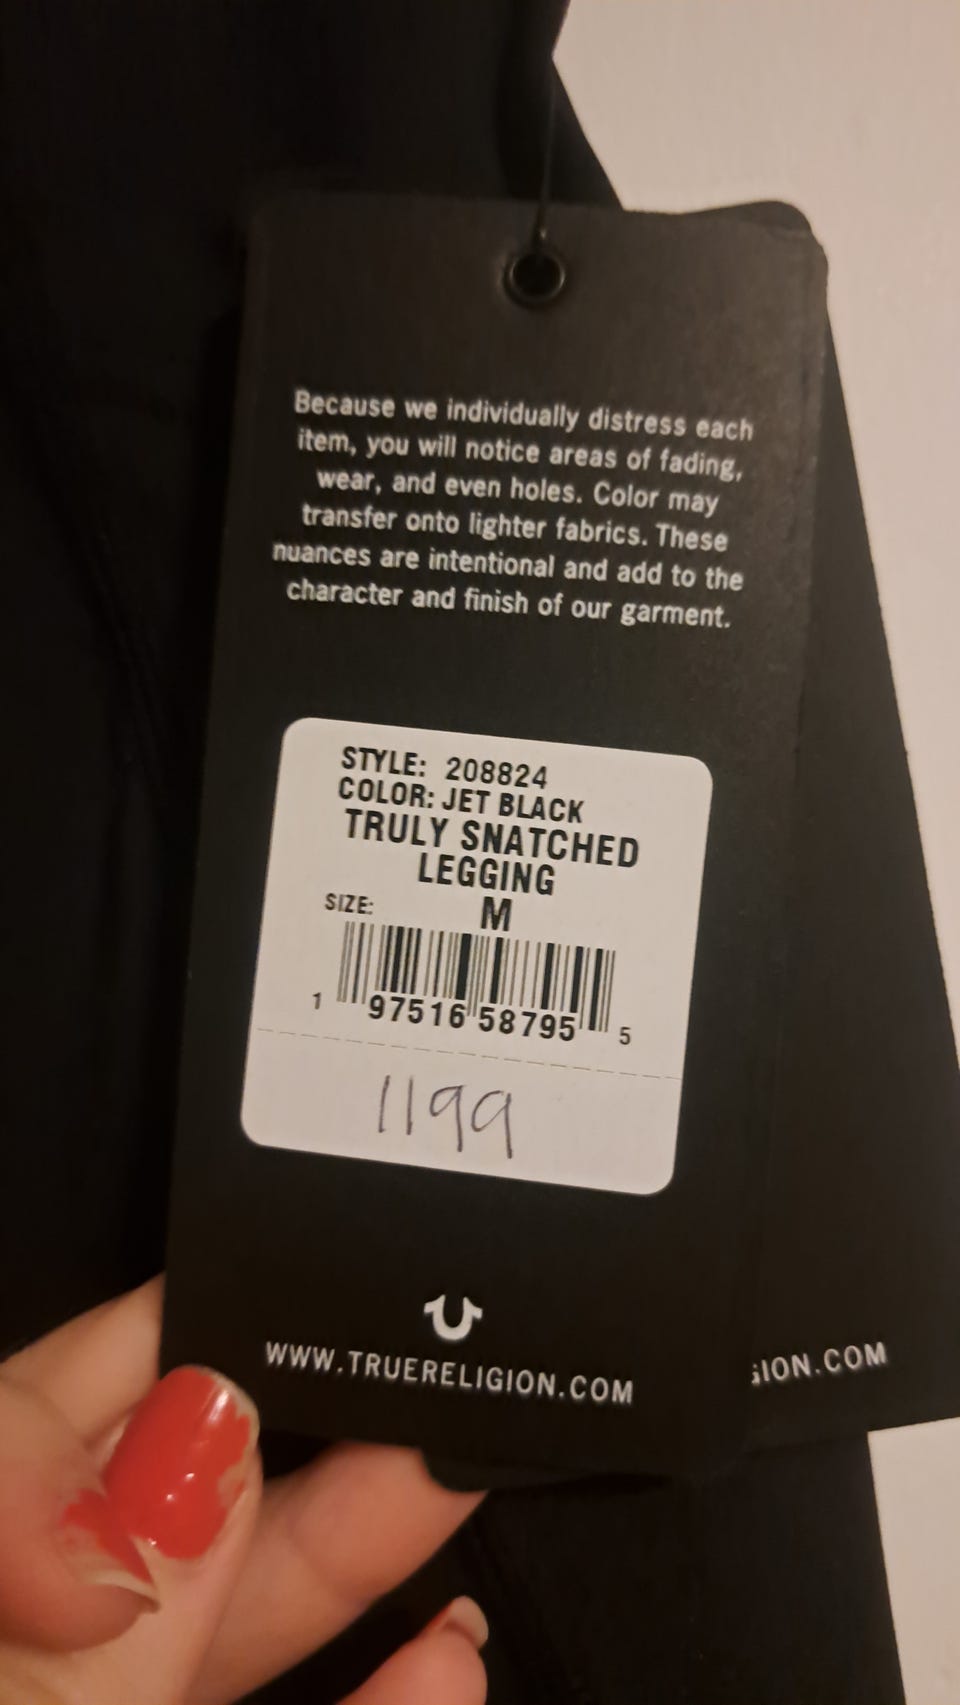 Because we individually distress each
item, you will notice areas of fading,
wear, and even holes. Color may
transfer onto lighter fabrics. These
nuances are intentional and add to the
character and finish of our garment.
STYLE: 208824
COLOR: JET BLACK
TRULY SNATCHED
LEGGING
SIZE: M
1 97516 58795 5
1199
WWW.TRUERELIGION.COM
GION.COM